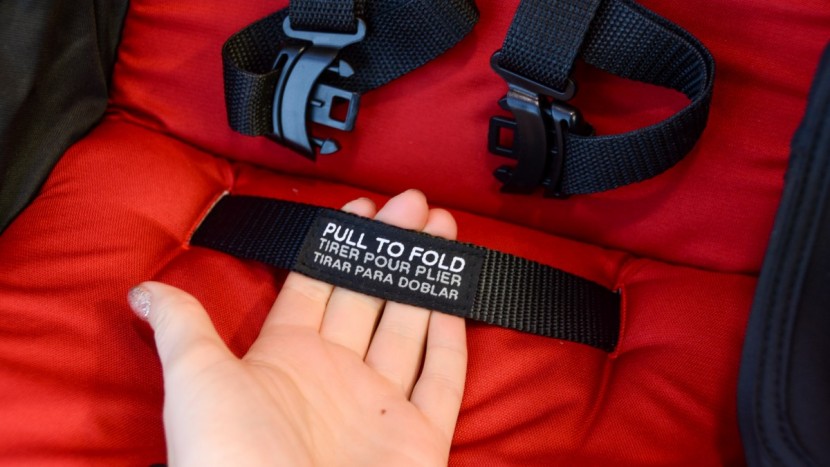 PULL TO FOLD
TIRER POUR PLIER
TIRAR PARA DOBLAR